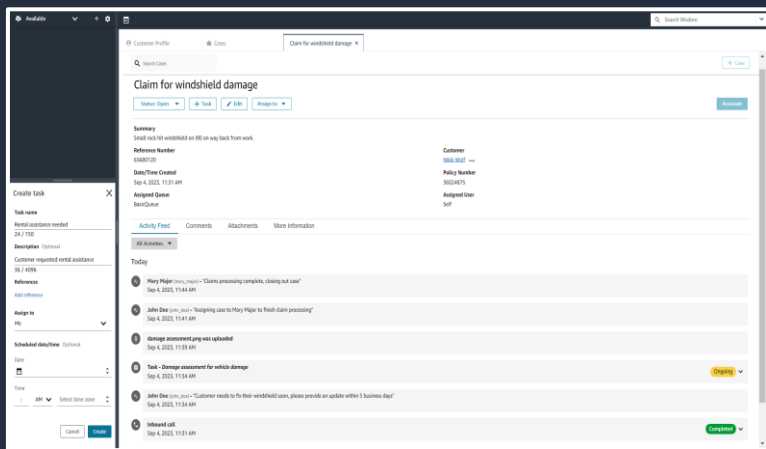 Available
Search Wisdom
Customer Profile
Cases
Claim for windshield damage x
Search Cases
+ Case
Claim for windshield damage
Status: Open
+ Task
Edit
Assign to
Associate
Summary
Small rock hit windshield on I90 on way back from work.
Reference Number
65680120
Customer
Nikki Wolf
Date/Time Created
Sep 4, 2023, 11:31 AM
Policy Number
36024875
Assigned Queue
BasicQueue
Assigned User
Self
Activity Feed
Comments
Attachments
More Information
All Activities
Today
Mary Major (mary_major) - "Claims processing complete, closing out case"
Sep 4, 2023, 11:44 AM
John Doe (john_doe) - "Assigning case to Mary Major to finish claim processing"
Sep 4, 2023, 11:41 AM
damage assessment.png was uploaded
Sep 4, 2023, 11:39 AM
Task - Damage assessment for vehicle damage
Sep 4, 2023, 11:34 AM
Ongoing
John Doe (john_doe) - "Customer needs to fix their windshield soon, please provide an update within 5 business days"
Sep 4, 2023, 11:34 AM
Inbound call
Sep 4, 2023, 11:31 AM
Completed
Create task
Task name
Rental assistance needed
24 / 150
Description Optional
Customer requested rental assistance
36 / 4096
References
Add reference
Assign to
Me
Scheduled date/time Optional
Date
Time
: AM Select time zone
Cancel
Create